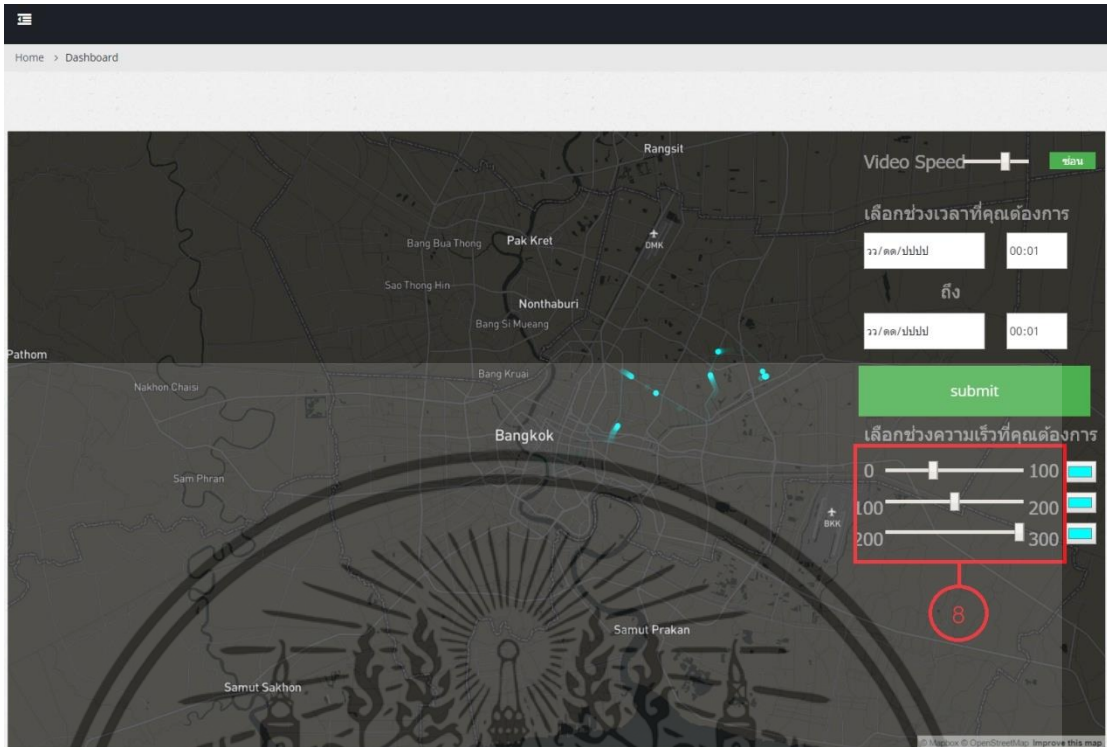 Home > Dashboard
Rangsit
Video Speed
ซ่อน
เลือกช่วงเวลาที่คุณต้องการ
Bang Bua Thong
Pak Kret
DMK
วว/ดด/ปปปป
00:01
Sao Thong Hin
ถึง
Nonthaburi
Bang Si Mueang
วว/ดด/ปปปป
00:01
Pathom
Bang Kruai
Nakhon Chaisi
submit
Bangkok
เลือกช่วงความเร็วที่คุณต้องการ
0 100
Sam Phran
100 200
BKK
200 300
8
Samut Prakan
Samut Sakhon
© Mapbox © OpenStreetMap Improve this map